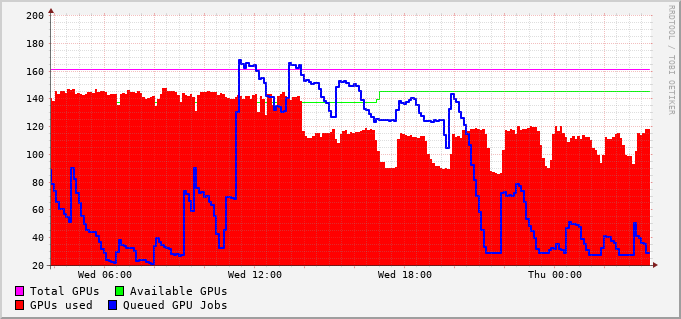 200
180
160
140
120
100
80
60
40
20
Wed 06:00 Wed 12:00 Wed 18:00 Thu 00:00
Total GPUs Available GPUs
GPUs used Queued GPU Jobs
RRDTOOL / TOBI OETIKER